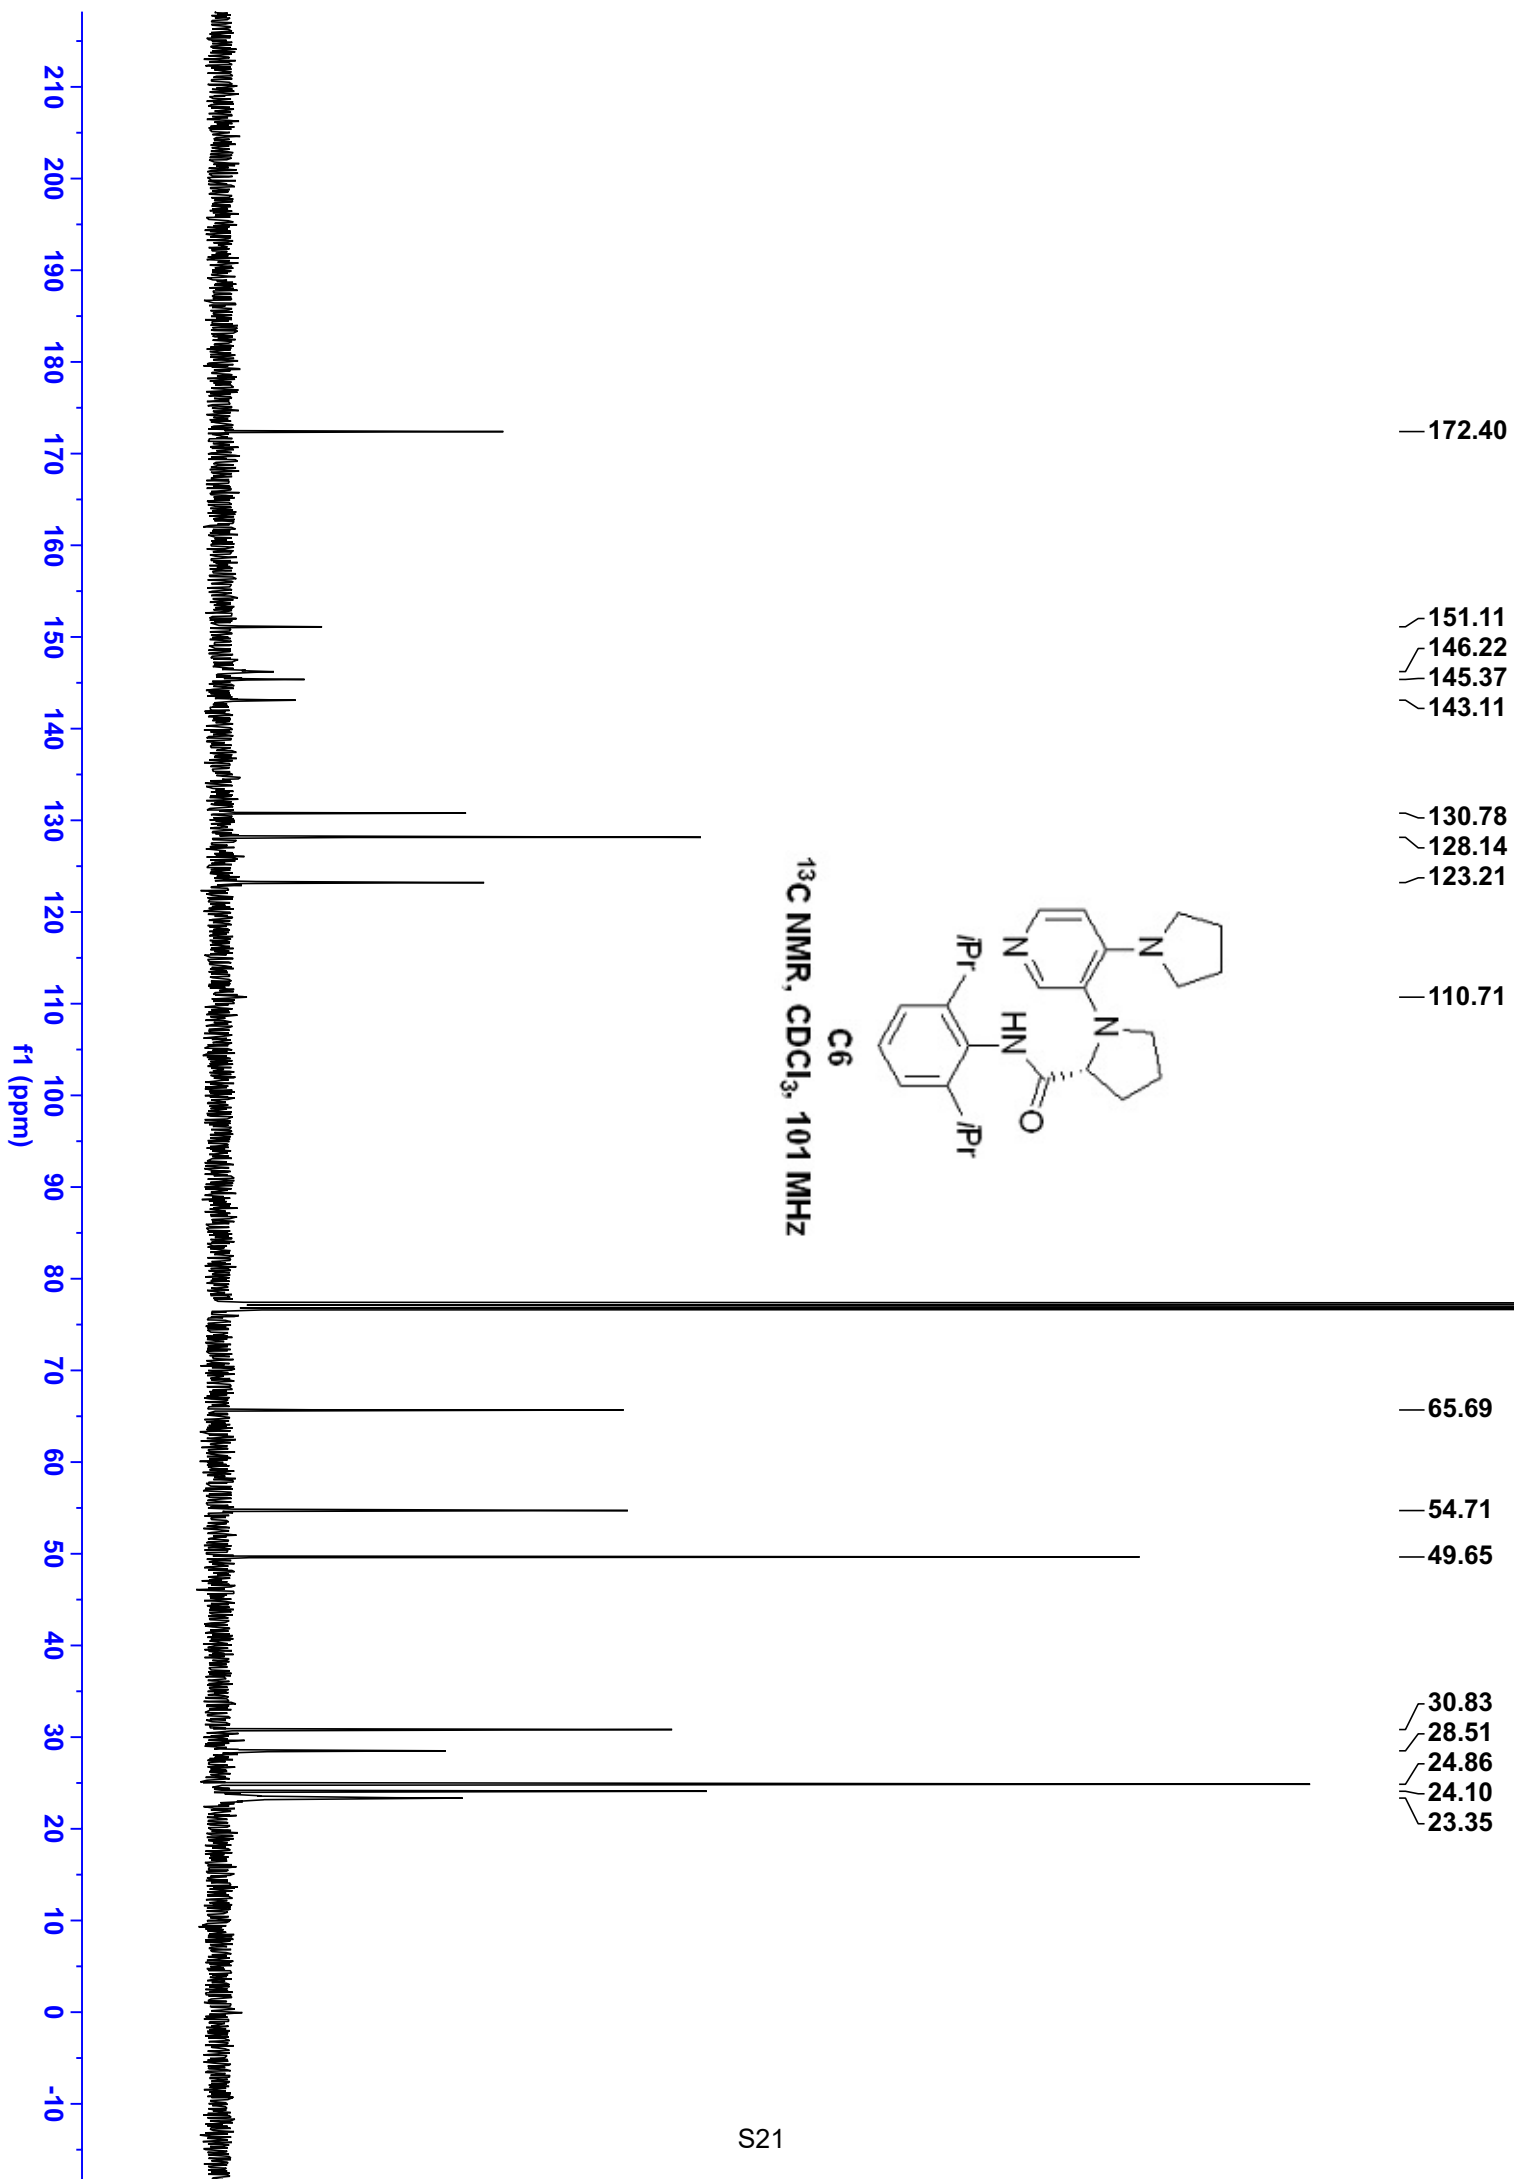 172.40
151.11
146.22
145.37
143.11
130.78
128.14
123.21
110.71
65.69
54.71
49.65
30.83
28.51
24.86
24.10
23.35
N
N
N
iPr
HN
O
iPr
C6
¹³C NMR, CDCl₃, 101 MHz
210 200 190 180 170 160 150 140 130 120 110 100 90 80 70 60 50 40 30 20 10 0 -10
f1 (ppm)
S21